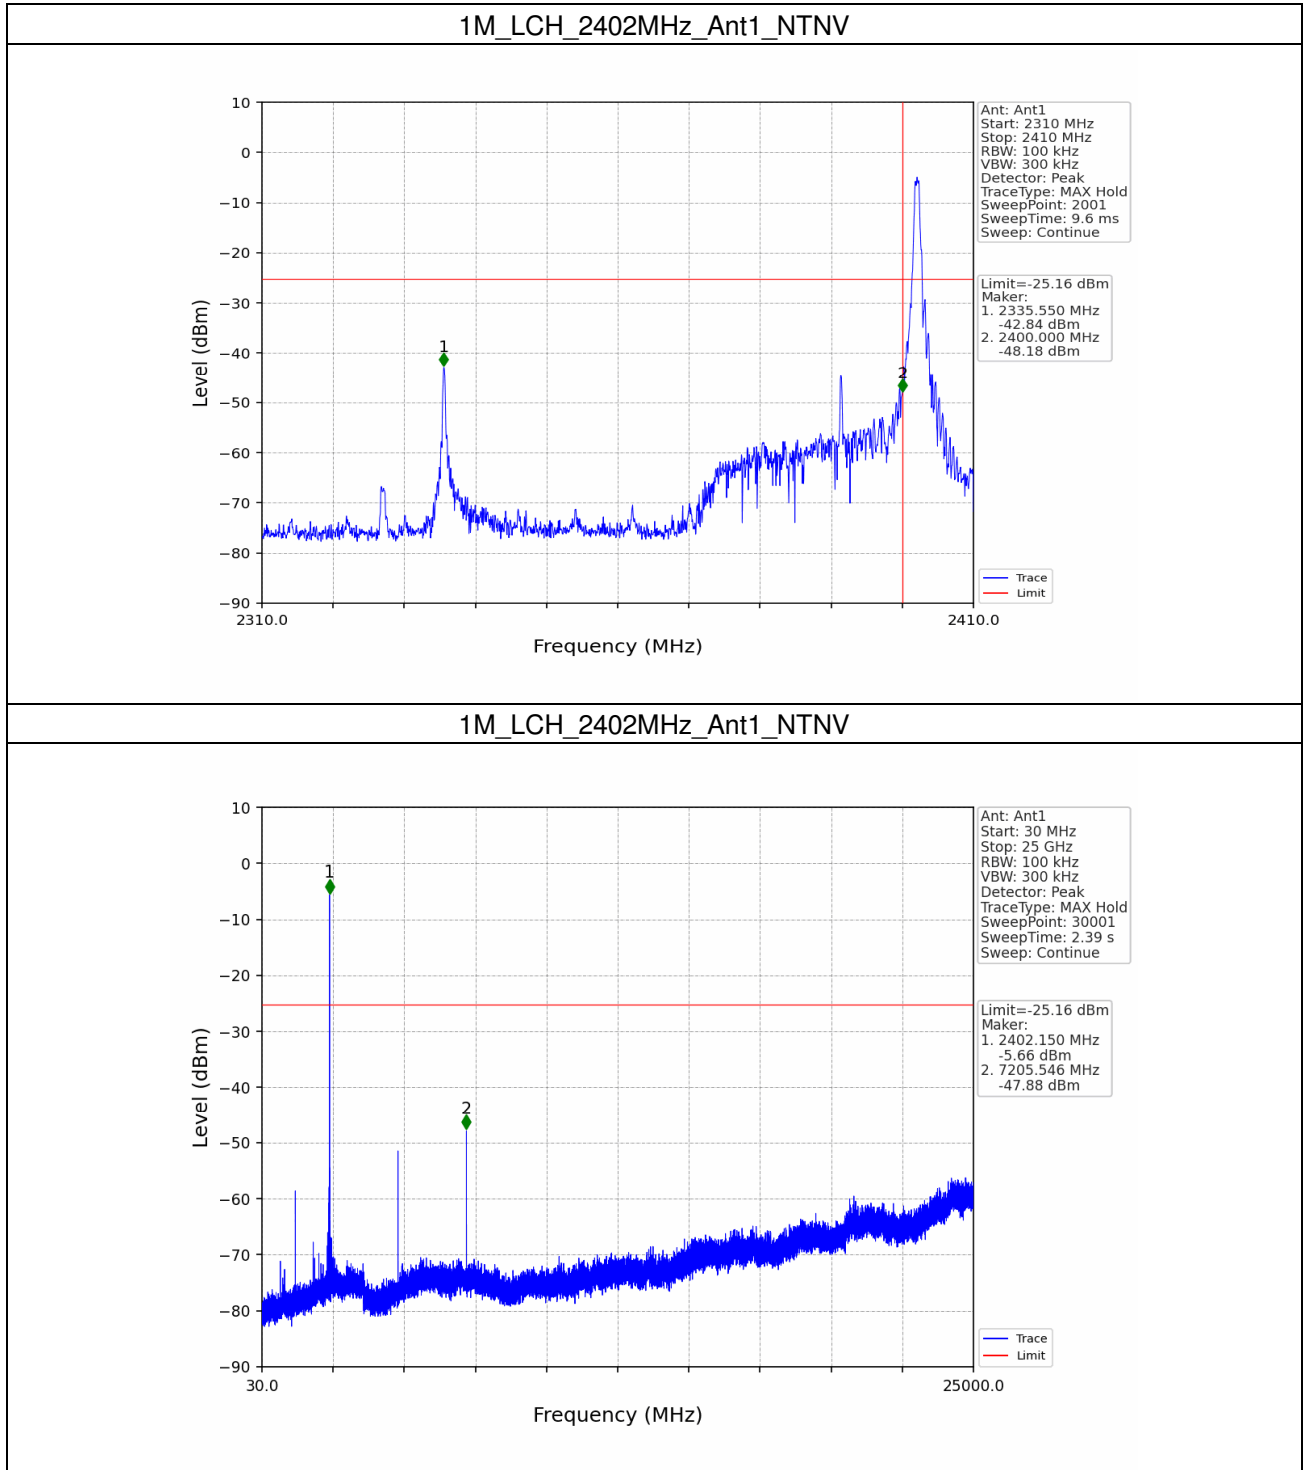 1M_LCH_2402MHz_Ant1_NTNV
10
0
−10
−20
−30
−40
−50
−60
−70
−80
−90
Level (dBm)
1
2
2310.0
2410.0
Frequency (MHz)
Ant: Ant1
Start: 2310 MHz
Stop: 2410 MHz
RBW: 100 kHz
VBW: 300 kHz
Detector: Peak
TraceType: MAX Hold
SweepPoint: 2001
SweepTime: 9.6 ms
Sweep: Continue
Limit=-25.16 dBm
Maker:
1. 2335.550 MHz
-42.84 dBm
2. 2400.000 MHz
-48.18 dBm
Trace
Limit
1M_LCH_2402MHz_Ant1_NTNV
10
0
−10
−20
−30
−40
−50
−60
−70
−80
−90
Level (dBm)
1
2
30.0
25000.0
Frequency (MHz)
Ant: Ant1
Start: 30 MHz
Stop: 25 GHz
RBW: 100 kHz
VBW: 300 kHz
Detector: Peak
TraceType: MAX Hold
SweepPoint: 30001
SweepTime: 2.39 s
Sweep: Continue
Limit=-25.16 dBm
Maker:
1. 2402.150 MHz
-5.66 dBm
2. 7205.546 MHz
-47.88 dBm
Trace
Limit